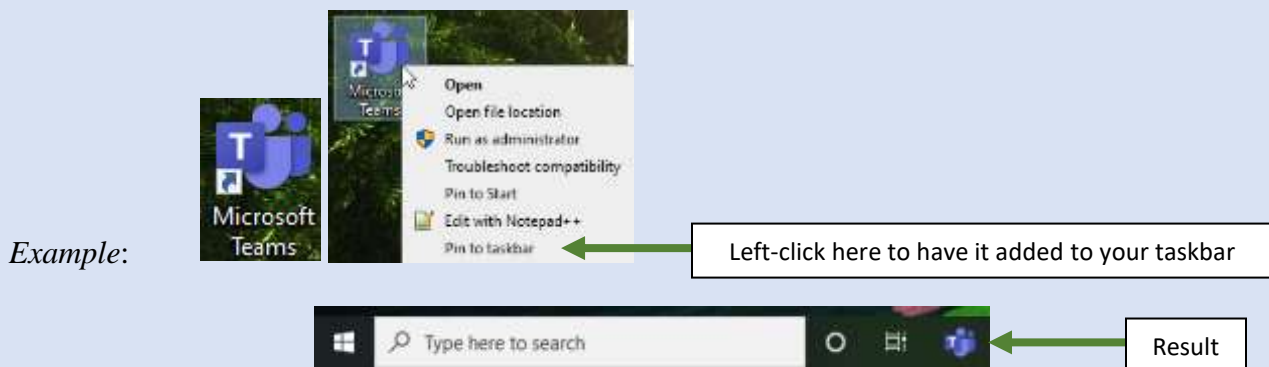 Microsoft
Teams
Open
Open file location
Run as administrator
Troubleshoot compatibility
Pin to Start
Edit with Notepad++
Pin to taskbar
Example:
T
Microsoft
Teams
Left-click here to have it added to your taskbar
Type here to search
Result